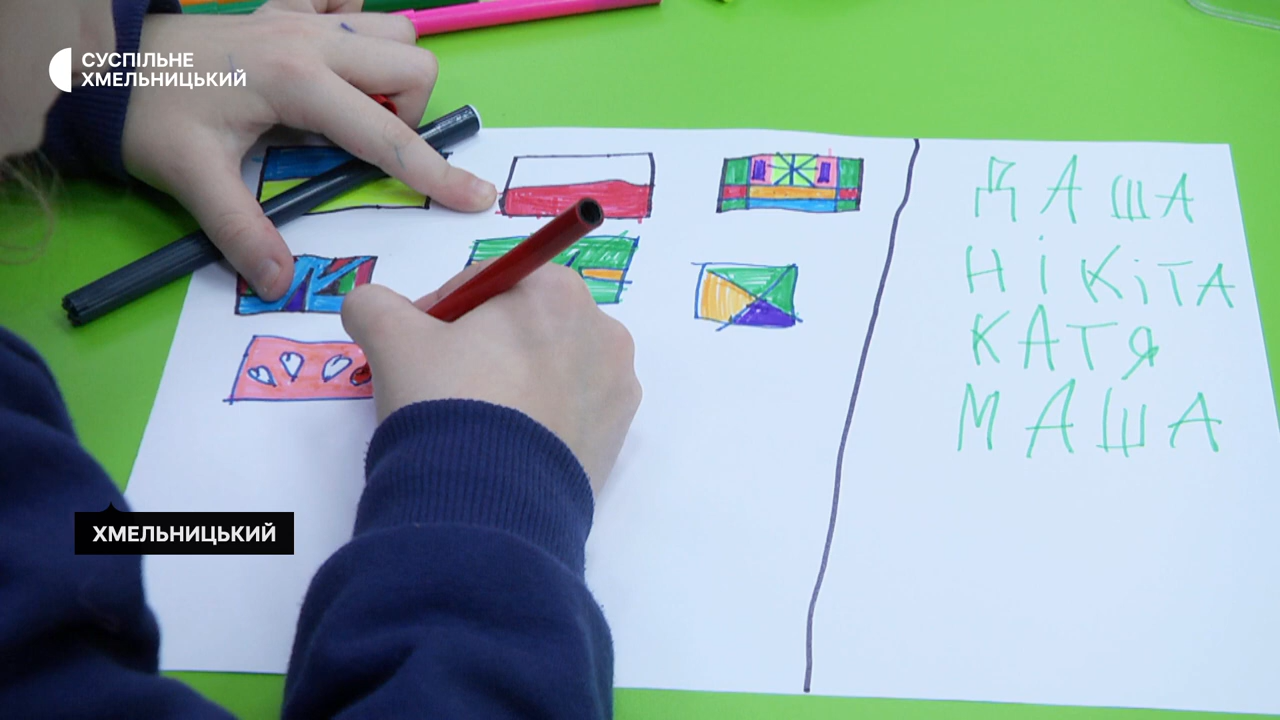 СУСПІЛЬНЕ
ХМЕЛЬНИЦЬКИЙ
ДАША
НІКІТА
КАТЯ
МАША
ХМЕЛЬНИЦЬКИЙ